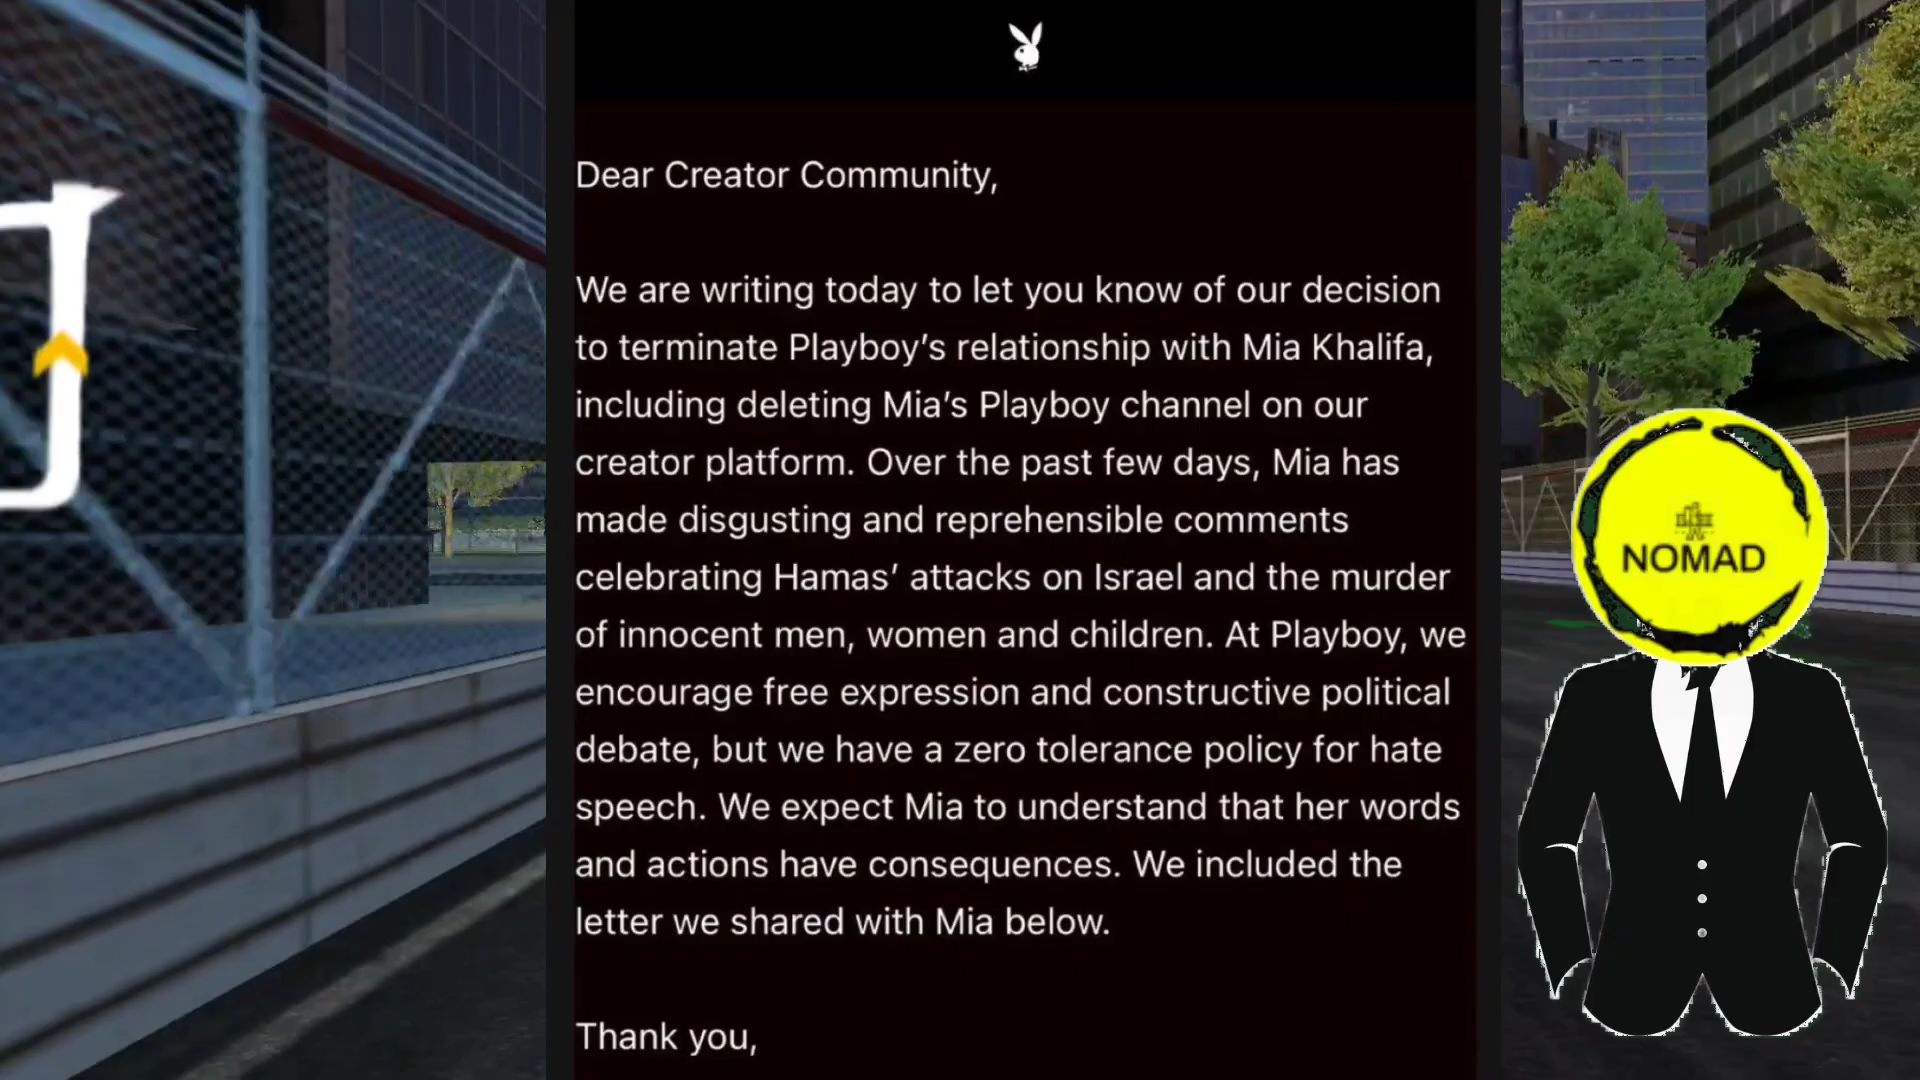 Dear Creator Community,
We are writing today to let you know of our decision
to terminate Playboy’s relationship with Mia Khalifa,
including deleting Mia’s Playboy channel on our
creator platform. Over the past few days, Mia has
made disgusting and reprehensible comments
celebrating Hamas’ attacks on Israel and the murder
of innocent men, women and children. At Playboy, we
encourage free expression and constructive political
debate, but we have a zero tolerance policy for hate
speech. We expect Mia to understand that her words
and actions have consequences. We included the
letter we shared with Mia below.
Thank you,
NOMAD